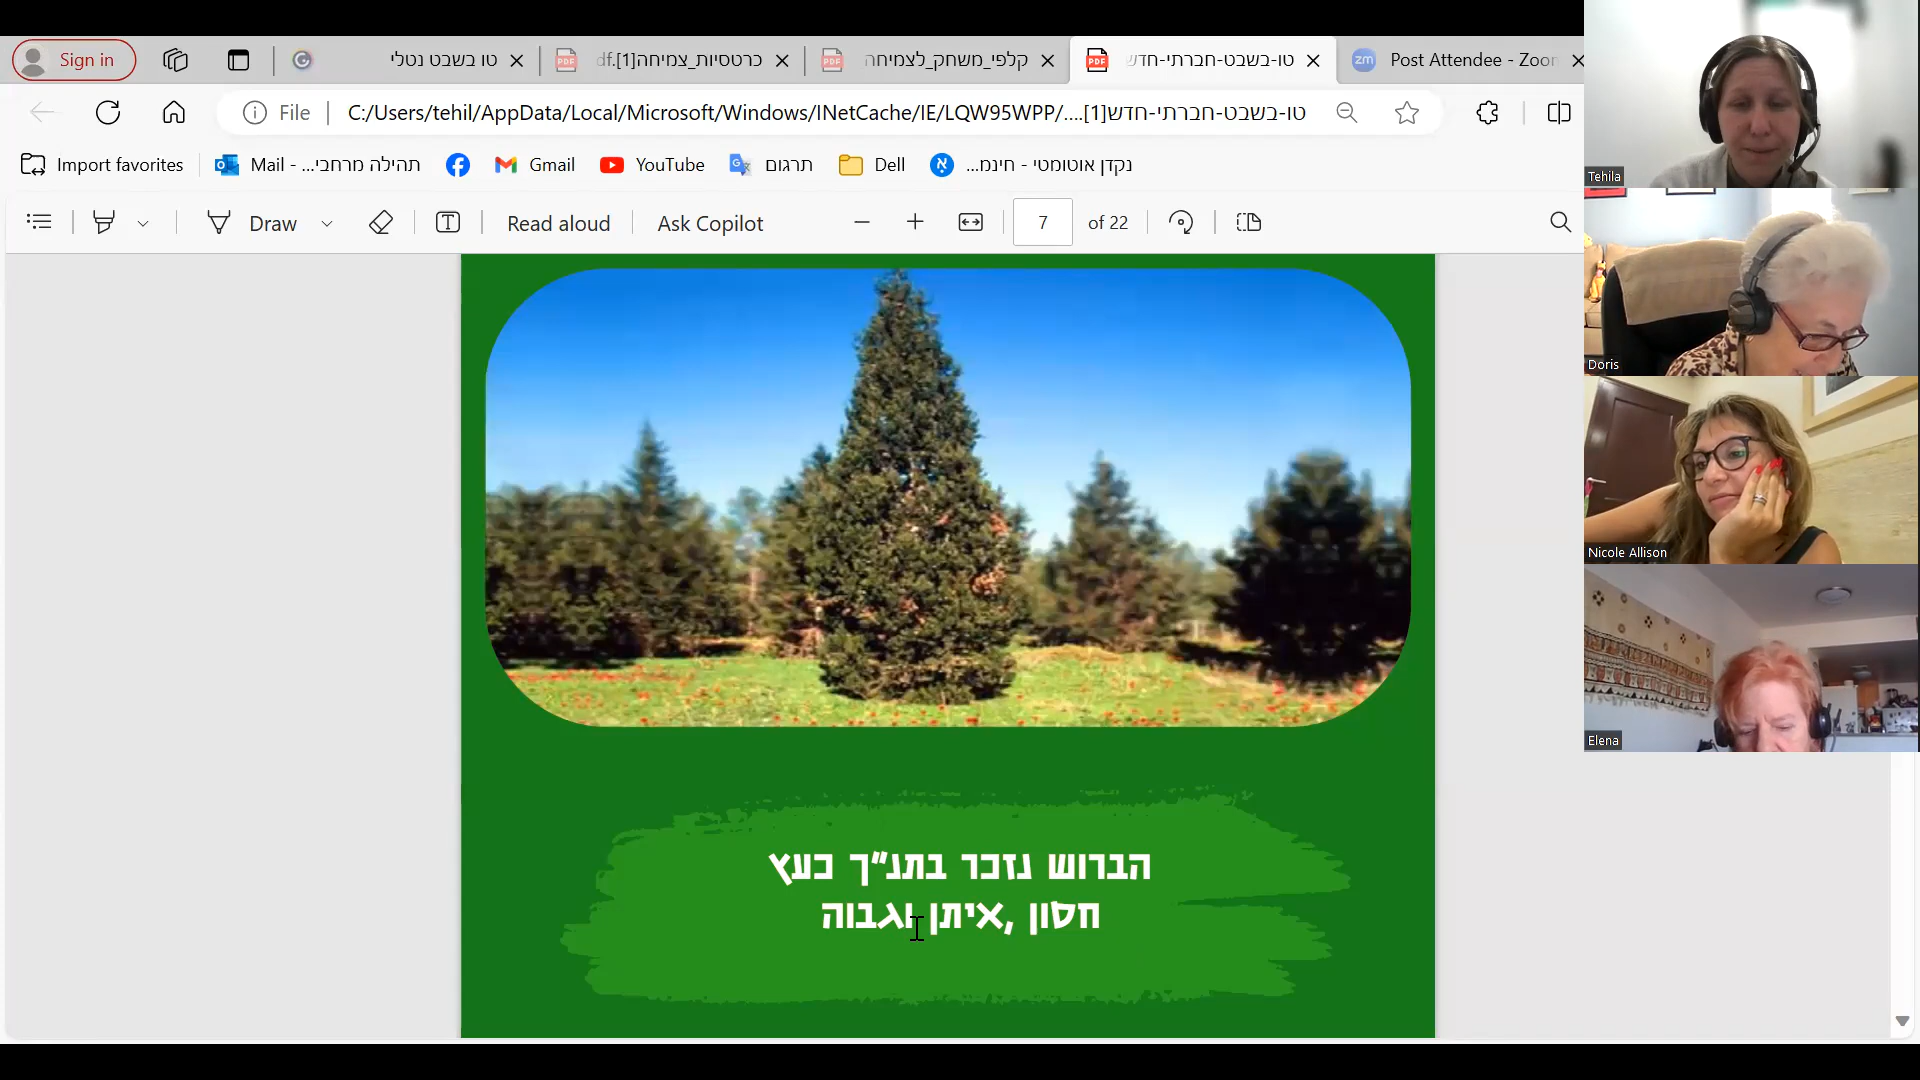 Sign in
טו בשבט נטלי
כרטסיות_צמיחה[1].df
קלפי_משחק_לצמיחה
טו-בשבט-חברתי-חדש
Post Attendee - Zoom
File
C:/Users/tehil/AppData/Local/Microsoft/Windows/INetCache/IE/LQW95WPP/....[1]טו-בשבט-חברתי-חדש
Import favorites
Mail - ...תהילה מרחבי
Gmail
YouTube
תרגום
Dell
נקדן אוטומטי - חינמ...
Draw
Read aloud
Ask Copilot
7
of 22
הברוש נזכר בתנ"ך כעץ
חסון ,איתן וגבוה
Tehila
Doris
Nicole Allison
Elena